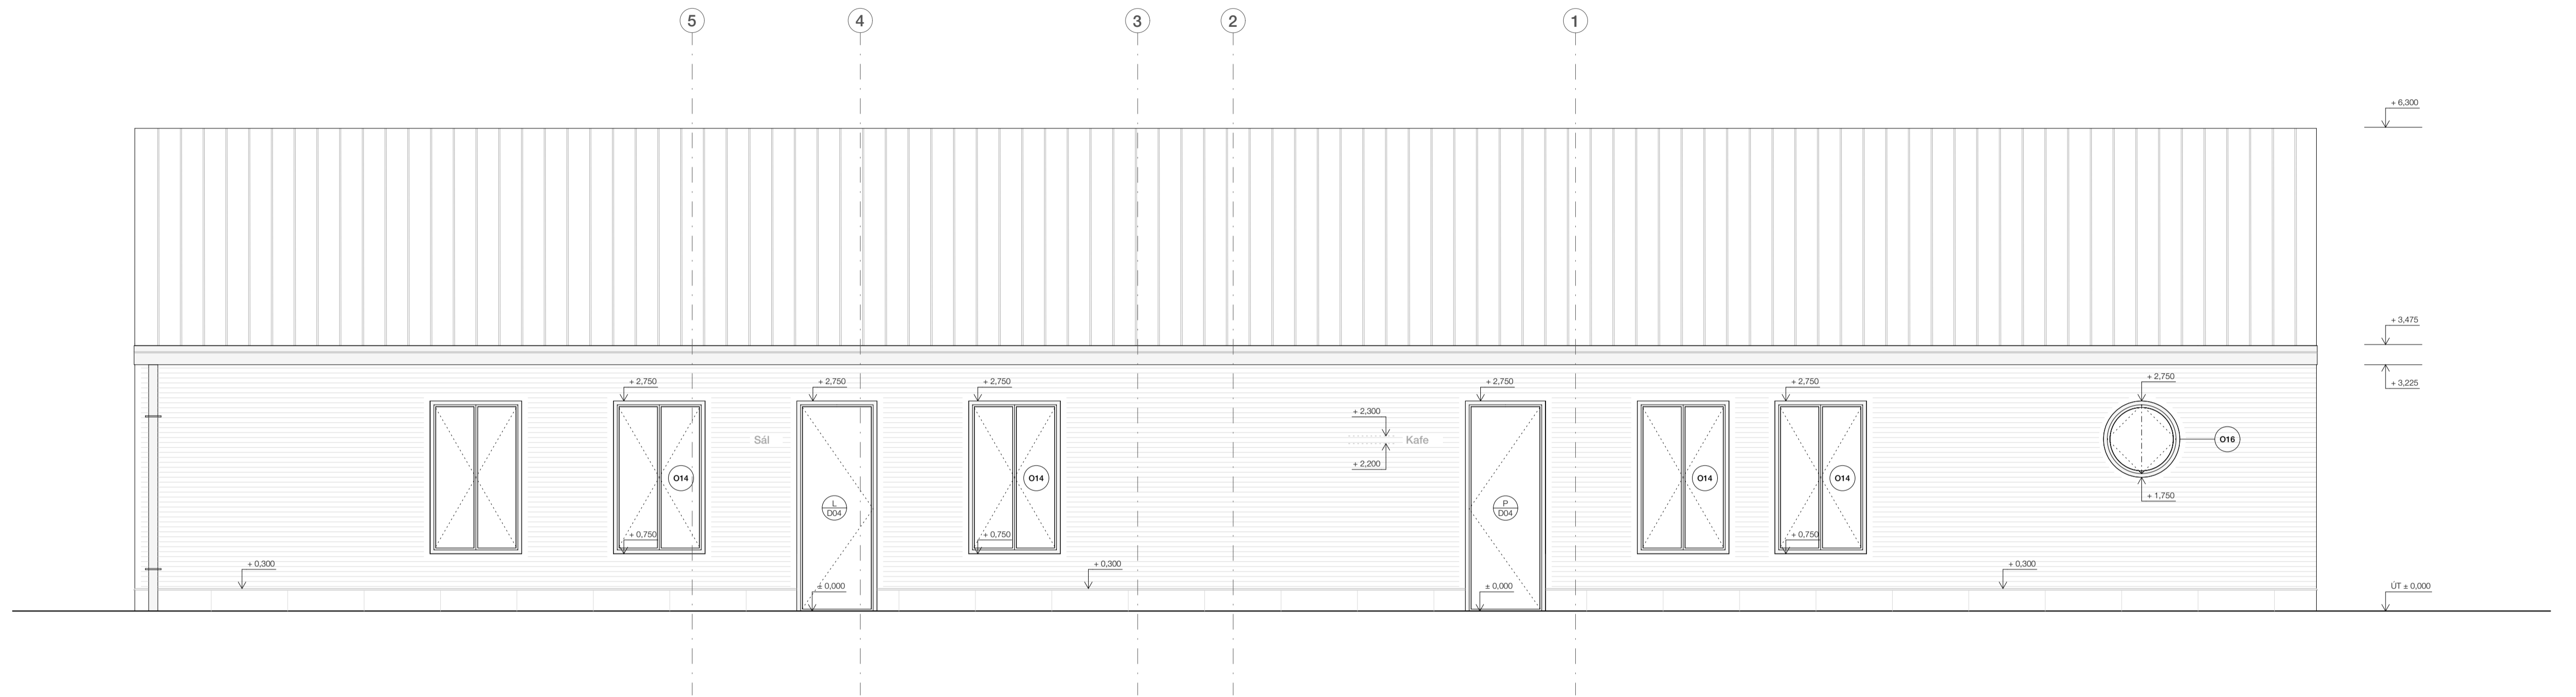 5
4
3
2
1
+ 6,300
+ 3,475
+ 3,225
+ 2,750
+ 2,750
+ 2,750
+ 2,750
+ 2,750
+ 2,750
+ 2,300
Sál
Kafe
O16
+ 2,200
O14
O14
O14
O14
+ 1,750
L
D04
P
D04
+ 0,750
+ 0,750
+ 0,750
+ 0,300
+ 0,300
+ 0,300
± 0,000
± 0,000
ÚT ± 0,000